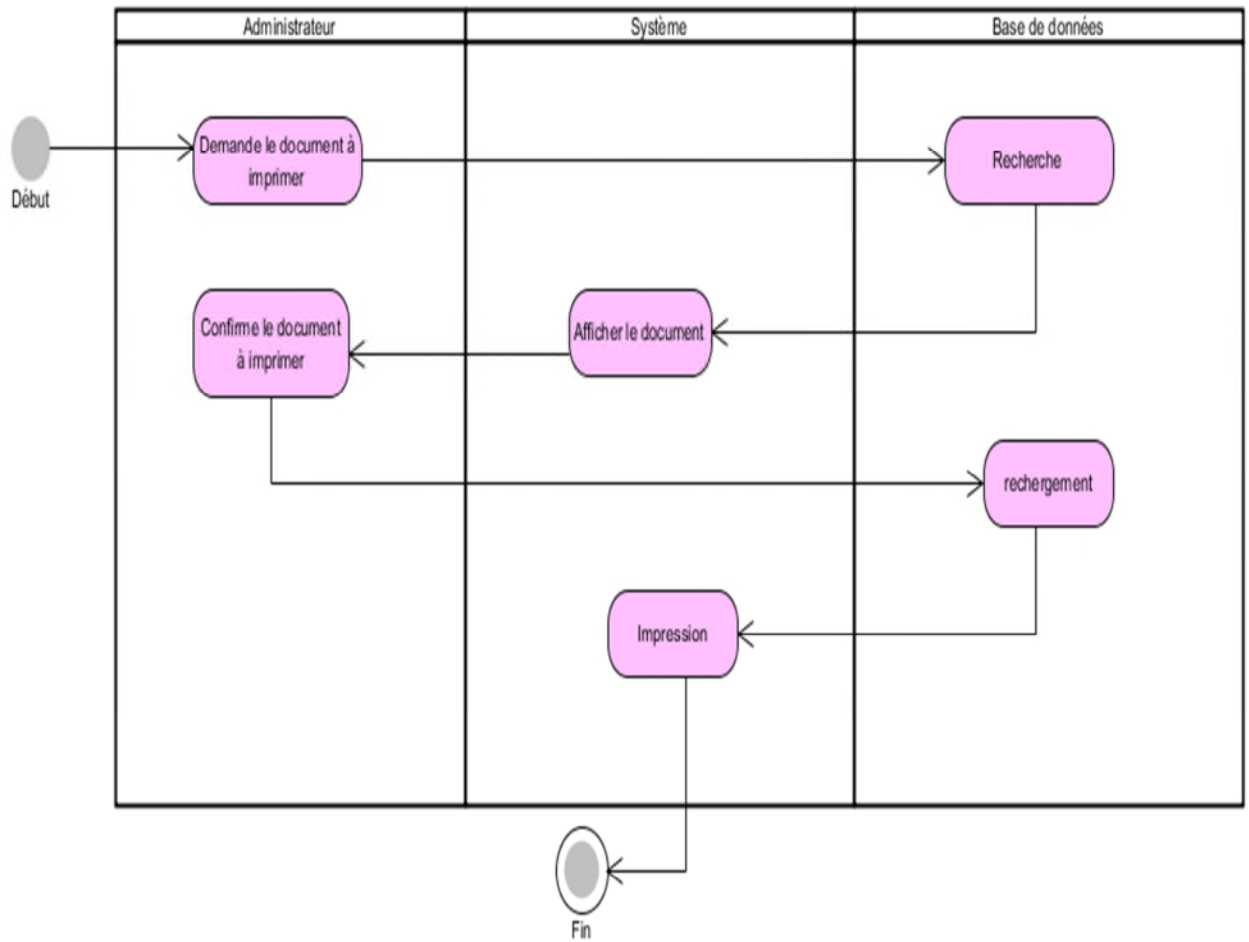 Administrateur
Système
Base de données
Début
Demande le document à
imprimer
Recherche
Confirme le document
à imprimer
Afficher le document
rechergement
Impression
Fin